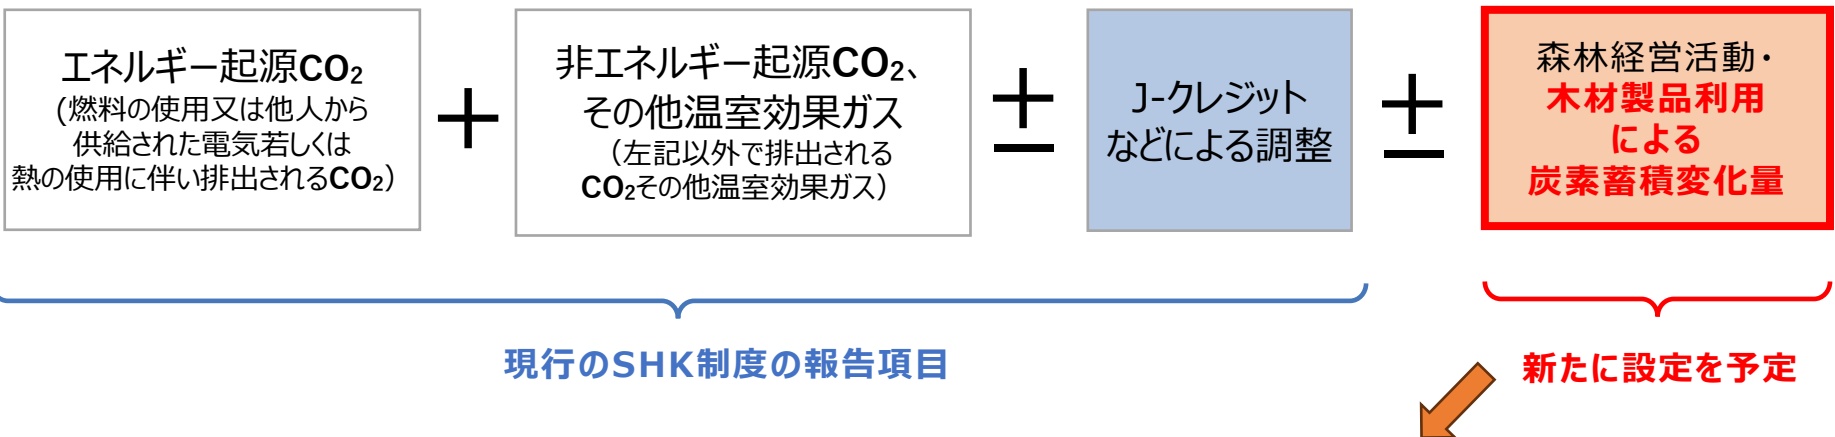 エネルギー起源CO₂
(燃料の使用又は他人から
供給された電気若しくは
熱の使用に伴い排出されるCO₂)
＋
非エネルギー起源CO₂、
その他温室効果ガス
（左記以外で排出される
CO₂その他温室効果ガス）
±
J-クレジット
などによる調整
±
森林経営活動・
木材製品利用
による
炭素蓄積変化量
現行のSHK制度の報告項目
新たに設定を予定